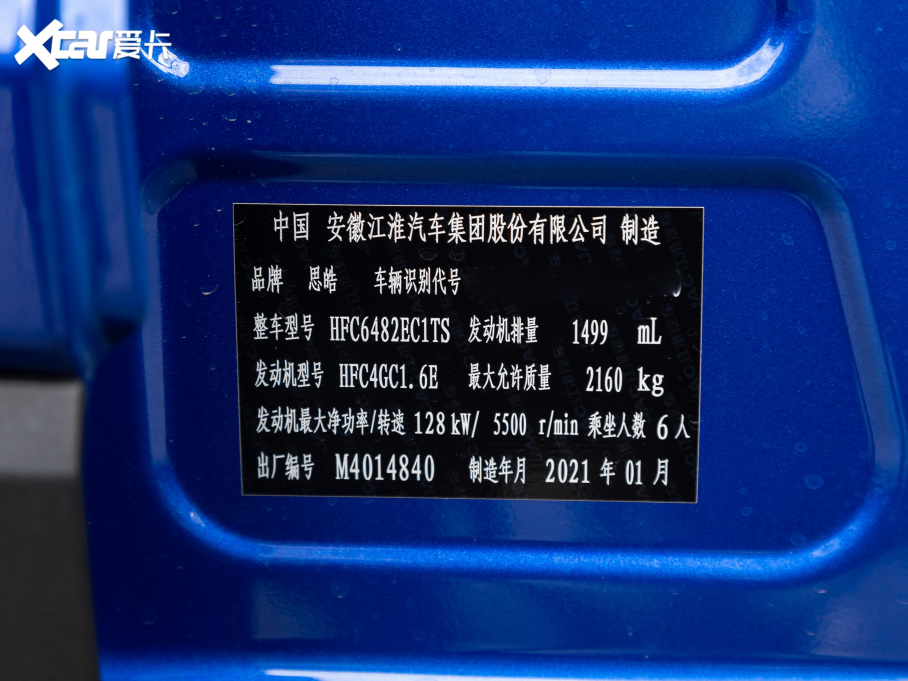 Xcar爱卡
中国 安徽江淮汽车集团股份有限公司 制造
品牌 思皓 车辆识别代号
整车型号 HFC6482EC1TS 发动机排量 1499 mL
发动机型号 HFC4GC1.6E 最大允许质量 2160 kg
发动机最大净功率/转速 128 kW/ 5500 r/min 乘坐人数 6 人
出厂编号 M4014840 制造年月 2021 年 01 月